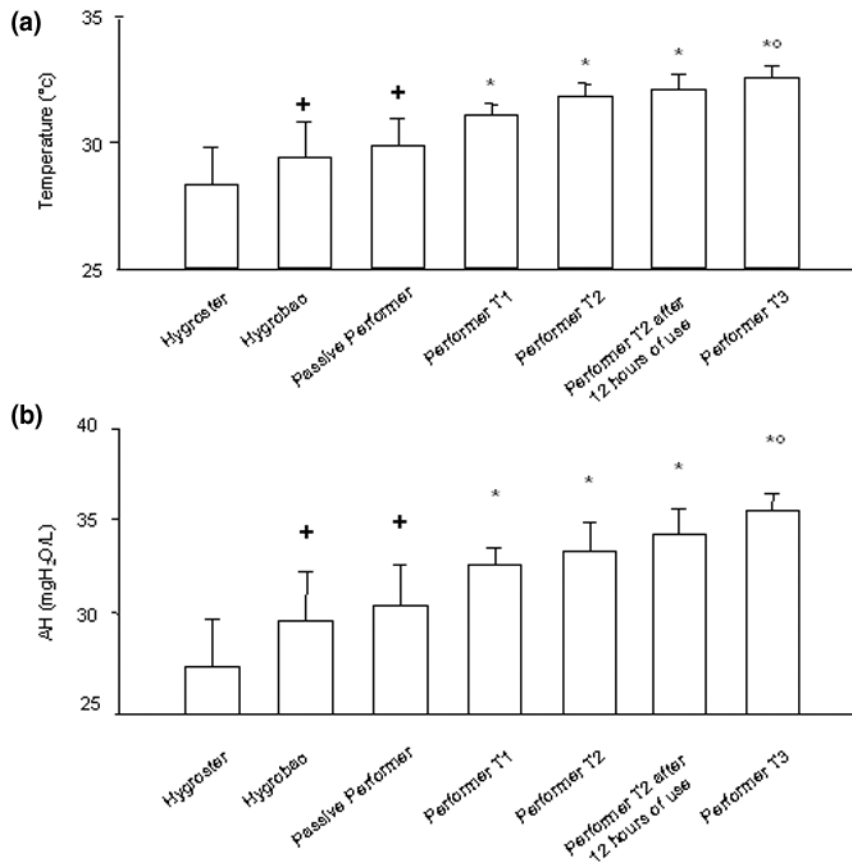 (a)
35
30
25
Temperature (°c)
+
+
*
*
*
*°
Hygroster
Hygrobac
Passive Performer
Performer T1
Performer T2
Performer T2 after
12 hours of use
Performer T3
(b)
40
35
30
25
AH (mgH₂O/L)
+
+
*
*
*
*°
Hygroster
Hygrobac
Passive Performer
Performer T1
Performer T2
Performer T2 after
12 hours of use
Performer T3